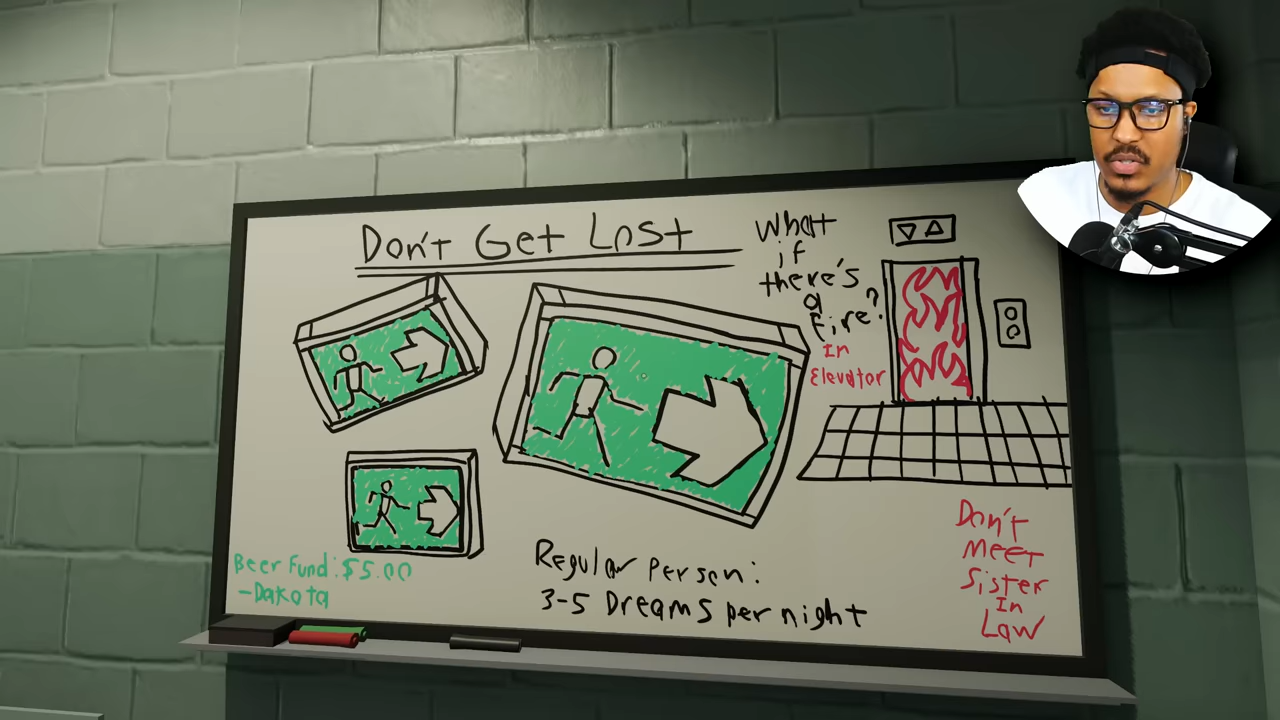 Don't Get Lost
What
if
there's
a
Fire?
In
Elevator
Beer Fund: $5.00
-Dakota
Regular Person:
3-5 Dreams per night
Don't
Meet
Sister
In
Law